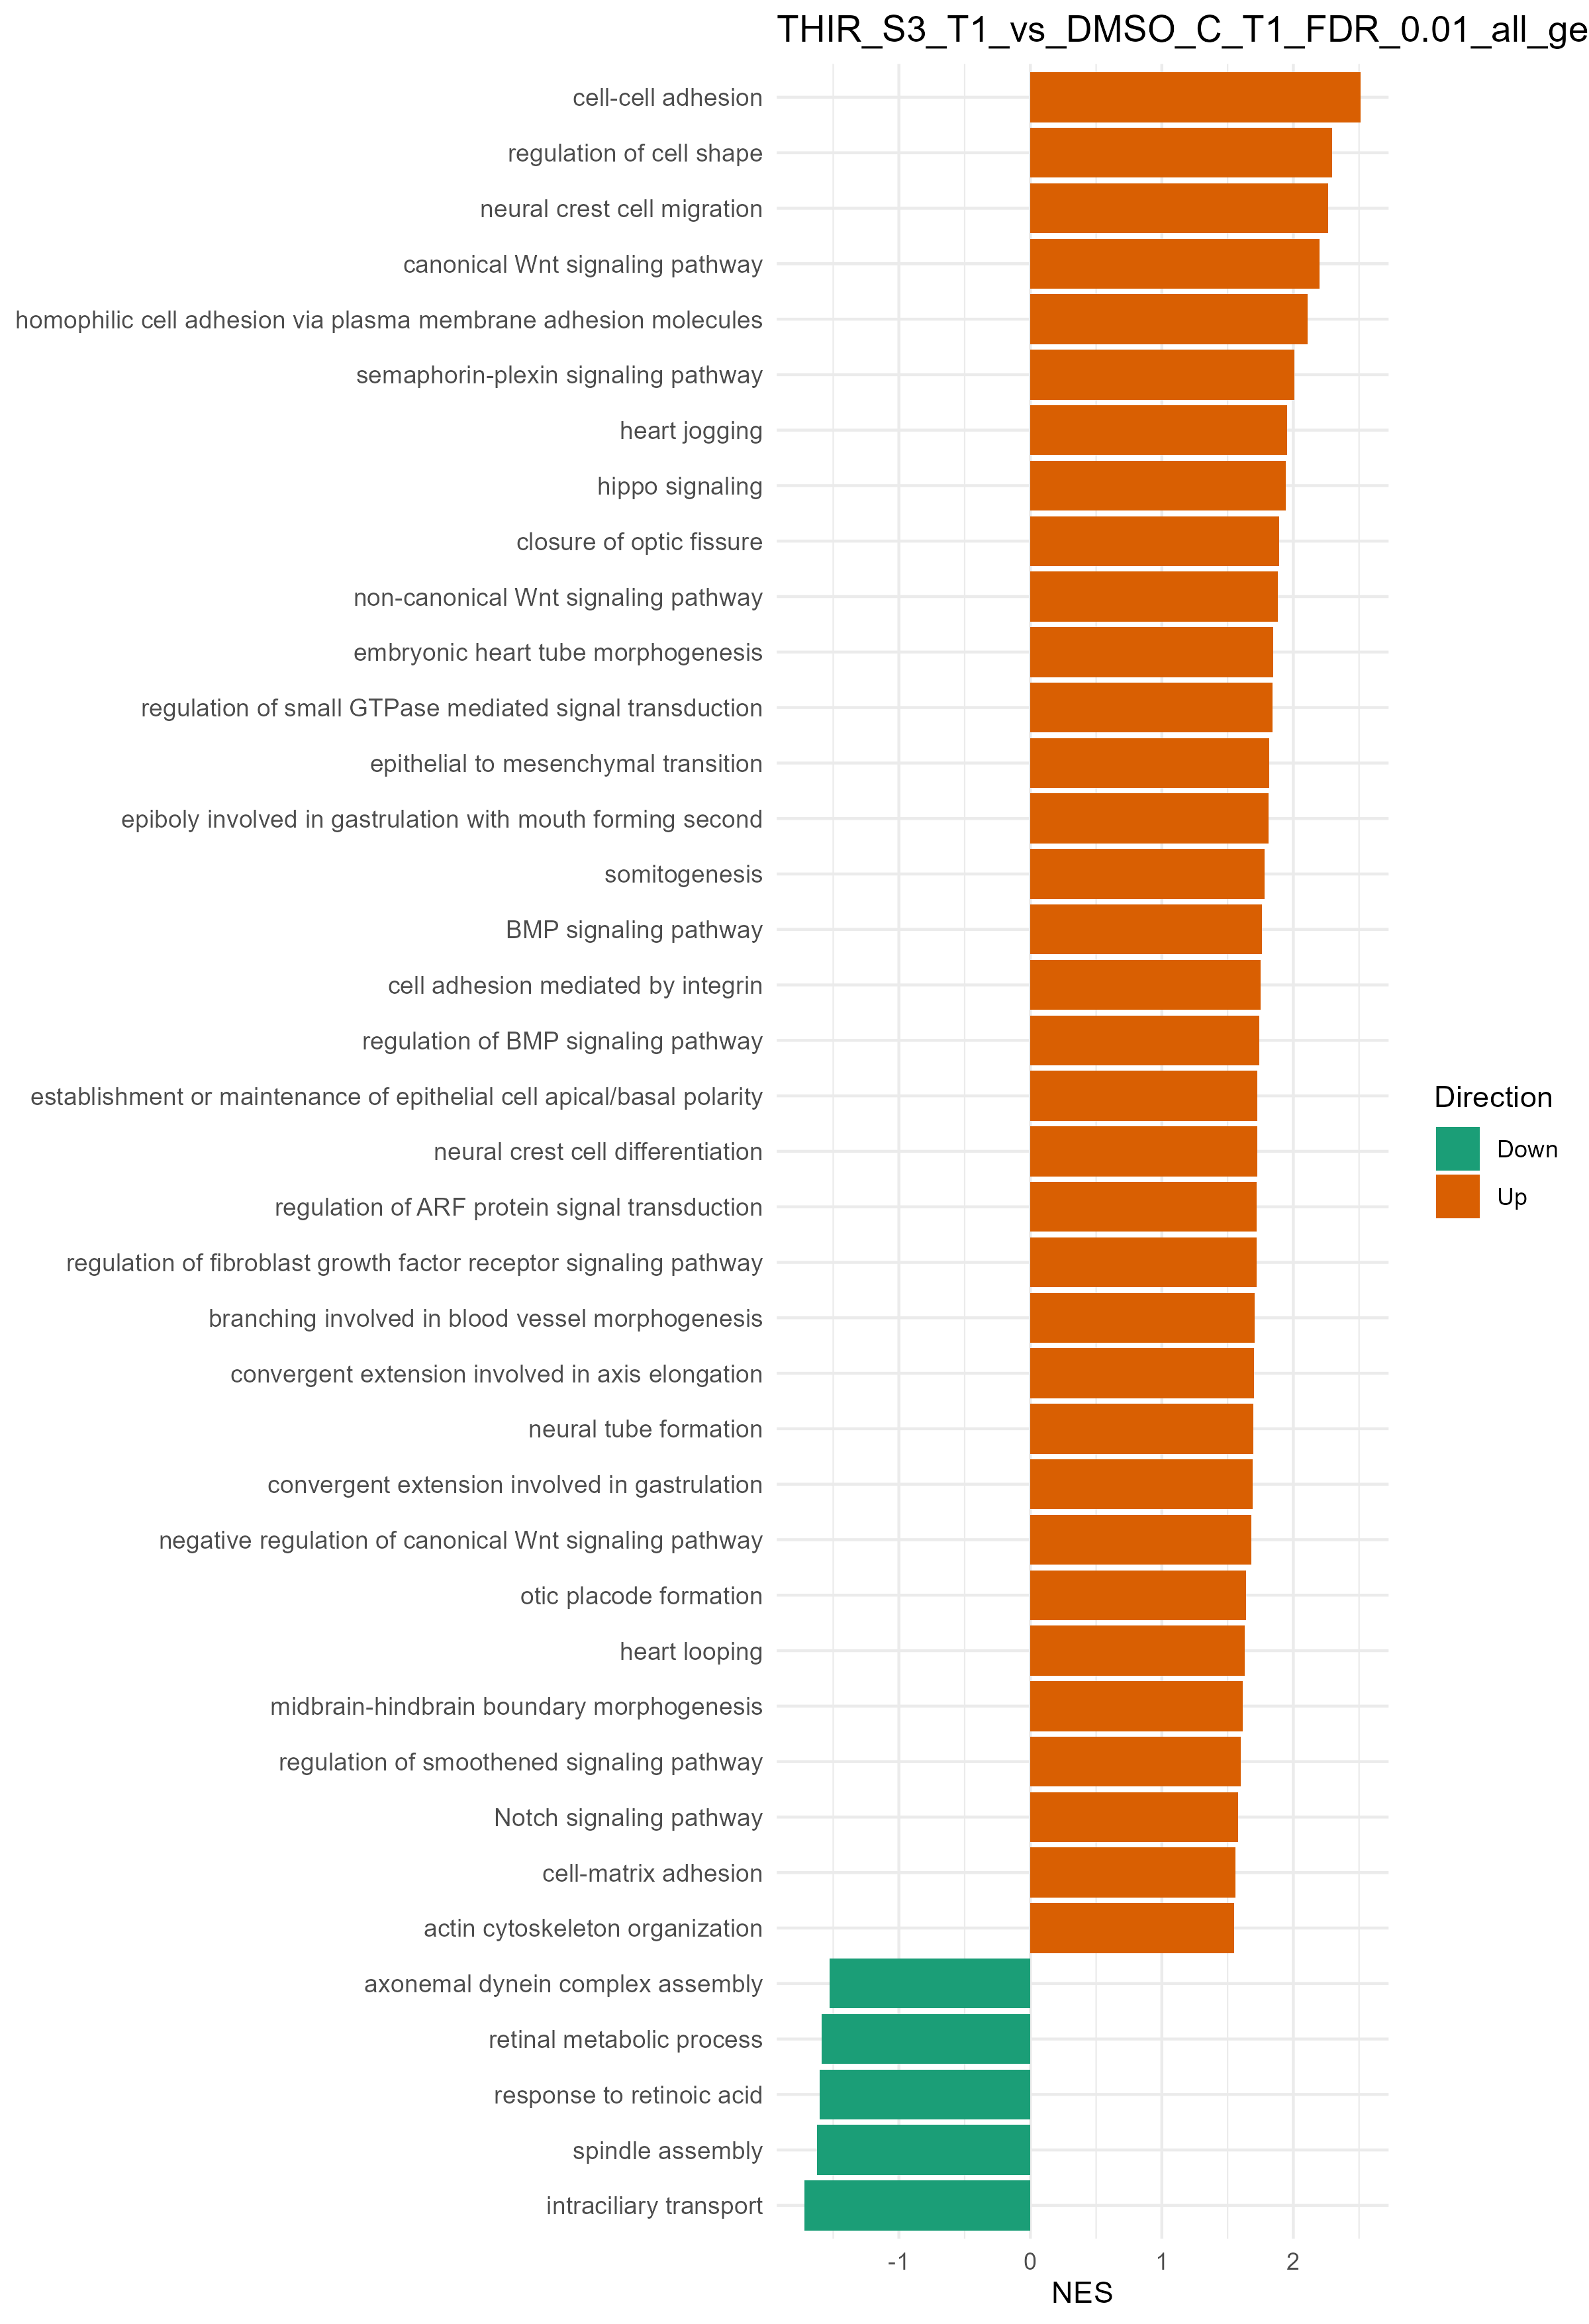 THIR_S3_T1_vs_DMSO_C_T1_FDR_0.01_all_ge
cell-cell adhesion
regulation of cell shape
neural crest cell migration
canonical Wnt signaling pathway
homophilic cell adhesion via plasma membrane adhesion molecules
semaphorin-plexin signaling pathway
heart jogging
hippo signaling
closure of optic fissure
non-canonical Wnt signaling pathway
embryonic heart tube morphogenesis
regulation of small GTPase mediated signal transduction
epithelial to mesenchymal transition
epiboly involved in gastrulation with mouth forming second
somitogenesis
BMP signaling pathway
cell adhesion mediated by integrin
regulation of BMP signaling pathway
establishment or maintenance of epithelial cell apical/basal polarity
neural crest cell differentiation
regulation of ARF protein signal transduction
regulation of fibroblast growth factor receptor signaling pathway
branching involved in blood vessel morphogenesis
convergent extension involved in axis elongation
neural tube formation
convergent extension involved in gastrulation
negative regulation of canonical Wnt signaling pathway
otic placode formation
heart looping
midbrain-hindbrain boundary morphogenesis
regulation of smoothened signaling pathway
Notch signaling pathway
cell-matrix adhesion
actin cytoskeleton organization
axonemal dynein complex assembly
retinal metabolic process
response to retinoic acid
spindle assembly
intraciliary transport
-1 0 1 2
NES
Direction
Down
Up